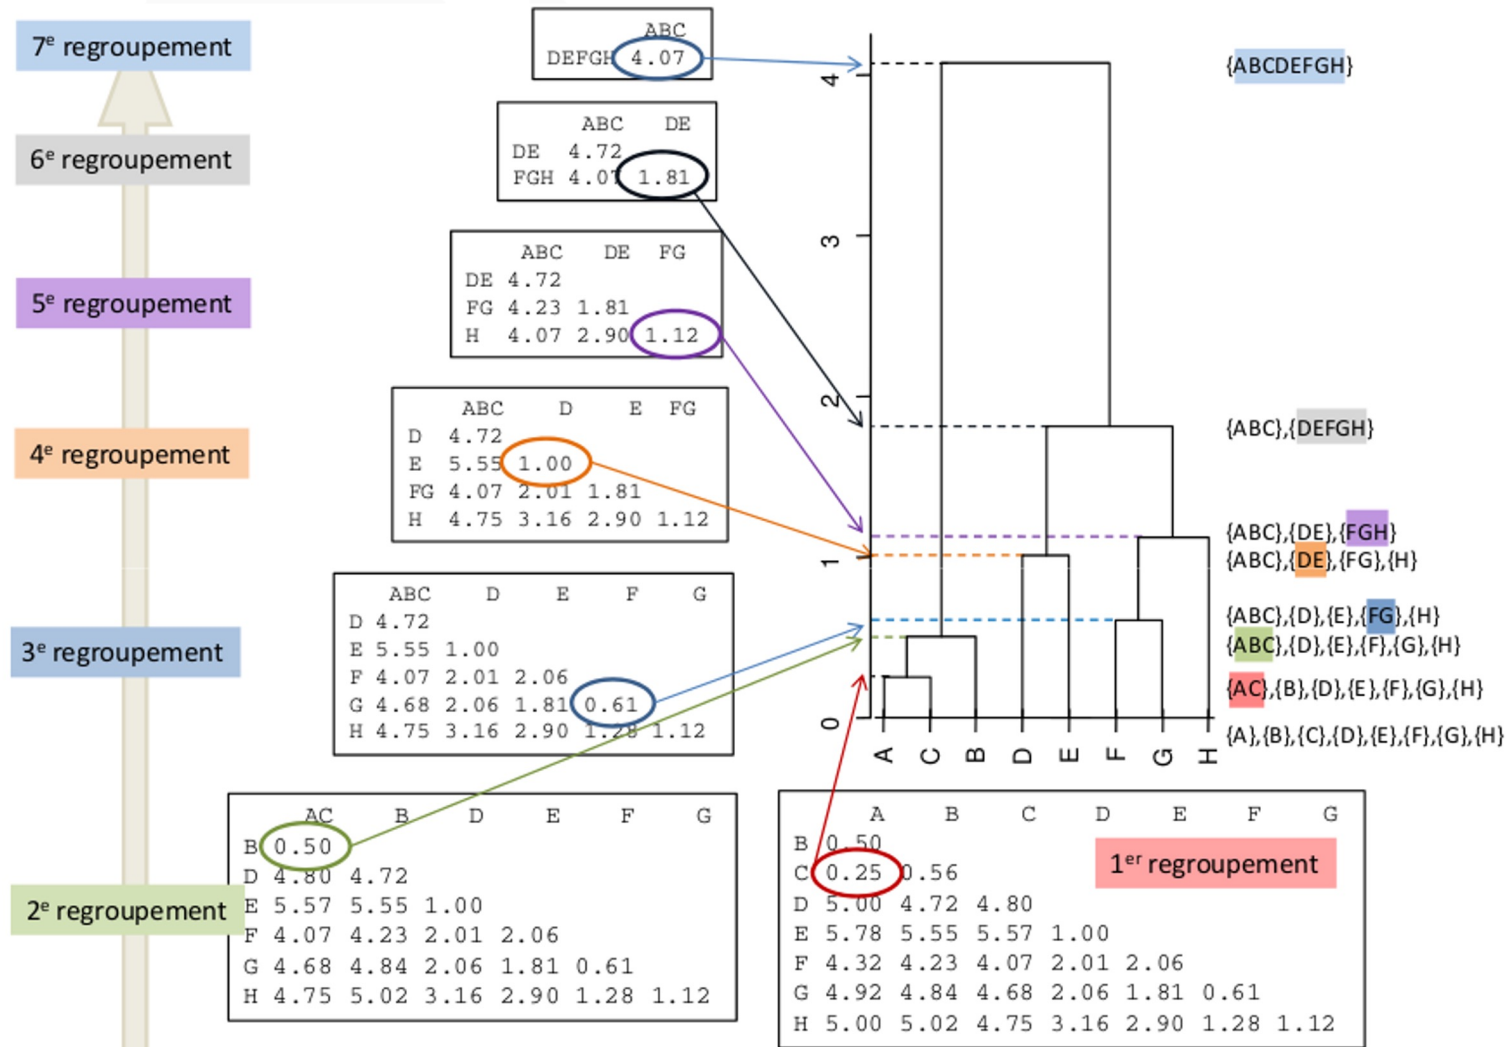 7e regroupement
ABC
DEFGH 4.07
4
{ABCDEFGH}
6e regroupement
ABC DE
DE 4.72
FGH 4.07 1.81
3
5e regroupement
ABC DE FG
DE 4.72
FG 4.23 1.81
H 4.07 2.90 1.12
2
{ABC},{DEFGH}
4e regroupement
ABC D E FG
D 4.72
E 5.55 1.00
FG 4.07 2.01 1.81
H 4.75 3.16 2.90 1.12
1
{ABC},{DE},{FGH}
{ABC},{DE},{FG},{H}
3e regroupement
ABC D E F G
D 4.72
E 5.55 1.00
F 4.07 2.01 2.06
G 4.68 2.06 1.81 0.61
H 4.75 3.16 2.90 1.28 1.12
{ABC},{D},{E},{FG},{H}
{ABC},{D},{E},{F},{G},{H}
{AC},{B},{D},{E},{F},{G},{H}
0
{A},{B},{C},{D},{E},{F},{G},{H}
A C B D E F G H
2e regroupement
AC B D E F G
B 0.50
D 4.80 4.72
E 5.57 5.55 1.00
F 4.07 4.23 2.01 2.06
G 4.68 4.84 2.06 1.81 0.61
H 4.75 5.02 3.16 2.90 1.28 1.12
1er regroupement
A B C D E F G
B 0.50
C 0.25 0.56
D 5.00 4.72 4.80
E 5.78 5.55 5.57 1.00
F 4.32 4.23 4.07 2.01 2.06
G 4.92 4.84 4.68 2.06 1.81 0.61
H 5.00 5.02 4.75 3.16 2.90 1.28 1.12